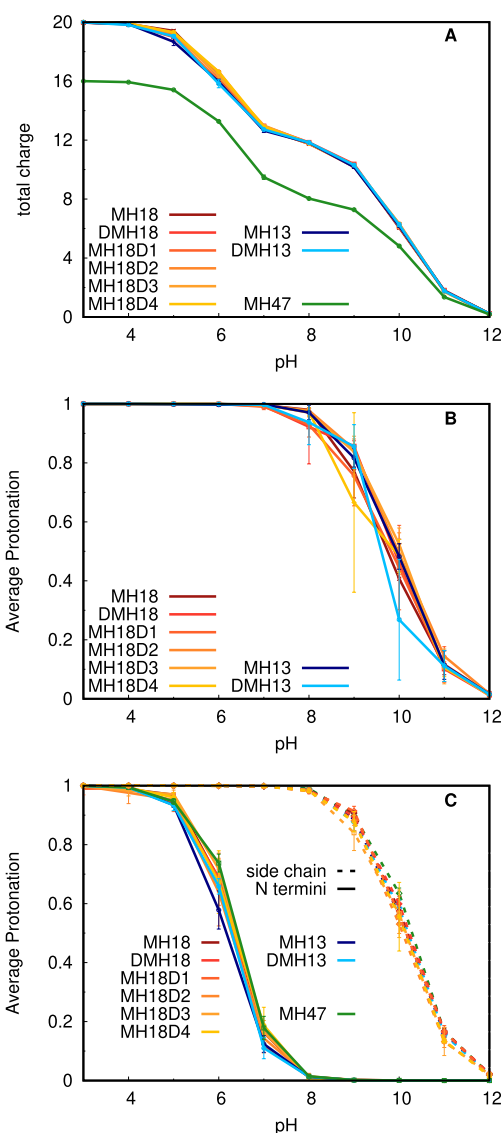 20
A
16
12
total charge
8
MH18
DMH18 MH13
MH18D1 DMH13
MH18D2
4
MH18D3
MH18D4 MH47
0
4 6 8 10 12
pH
1
B
0.8
0.6
Average Protonation
0.4
MH18
DMH18
0.2
MH18D1
MH18D2
MH18D3 MH13
MH18D4 DMH13
0
4 6 8 10 12
pH
1
C
0.8
side chain
N termini
0.6
Average Protonation
MH18 MH13
DMH18 DMH13
0.4
MH18D1
MH18D2
MH18D3 MH47
0.2
MH18D4
0
4 6 8 10 12
pH